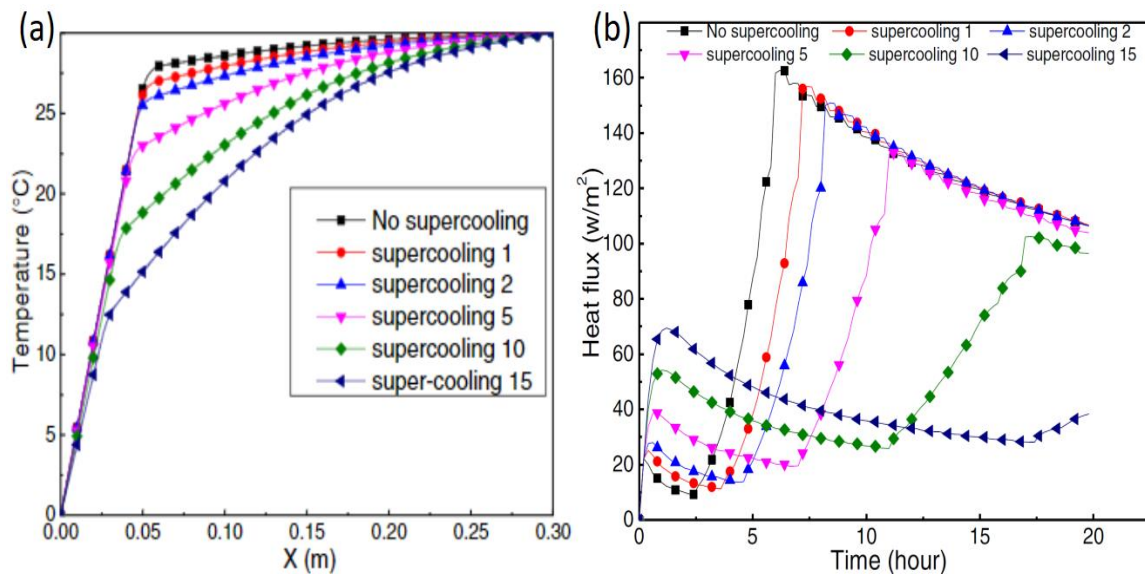 (a)
Temperature (°C)
25
20
15
10
5
0
0.00 0.05 0.10 0.15 0.20 0.25 0.30
X (m)
No supercooling
supercooling 1
supercooling 2
supercooling 5
supercooling 10
super-cooling 15
(b)
No supercooling supercooling 1 supercooling 2
supercooling 5 supercooling 10 supercooling 15
Heat flux (w/m²)
160
140
120
100
80
60
40
20
0
0 5 10 15 20
Time (hour)